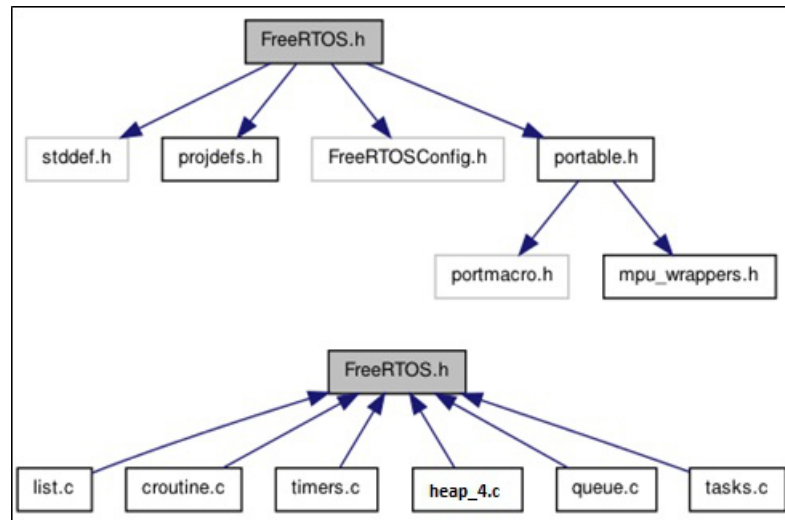 FreeRTOS.h
stddef.h
projdefs.h
FreeRTOSConfig.h
portable.h
portmacro.h
mpu_wrappers.h
FreeRTOS.h
list.c
croutine.c
timers.c
heap_4.c
queue.c
tasks.c